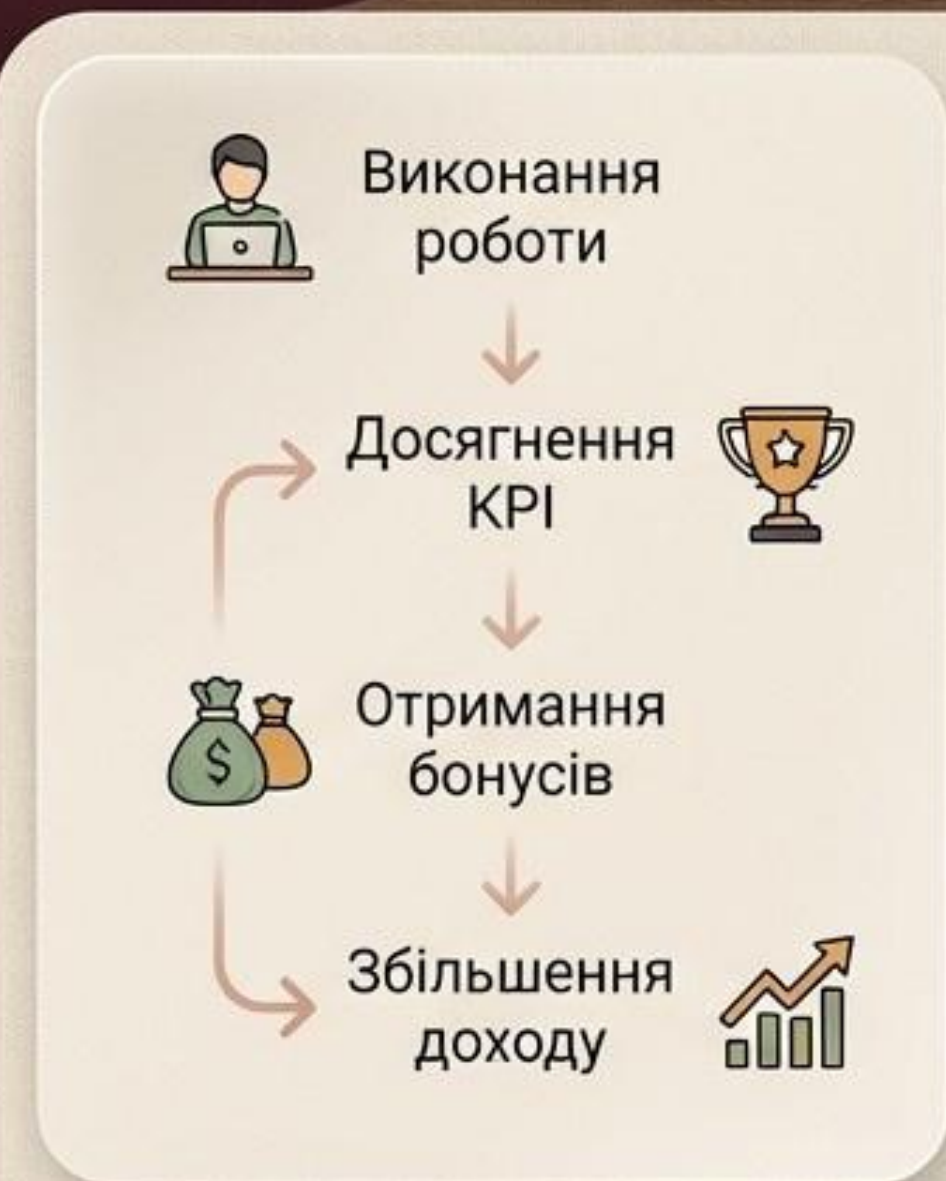 Виконання
роботи
Досягнення
KPI
$
Отримання
бонусів
Збільшення
доходу